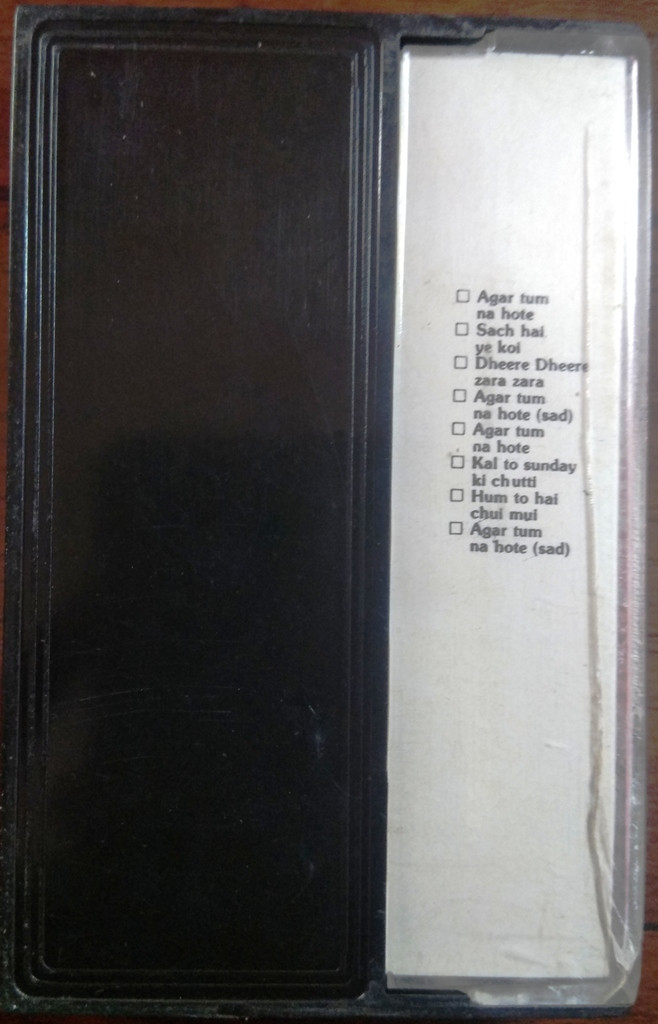 ☐ Agar tum
na hote
☐ Sach hai
ye koi
☐ Dheere Dheere
zara zara
☐ Agar tum
na hote (sad)
☐ Agar tum
na hote
☐ Kal to sunday
ki chutti
☐ Hum to hai
chui mui
☐ Agar tum
na hote (sad)